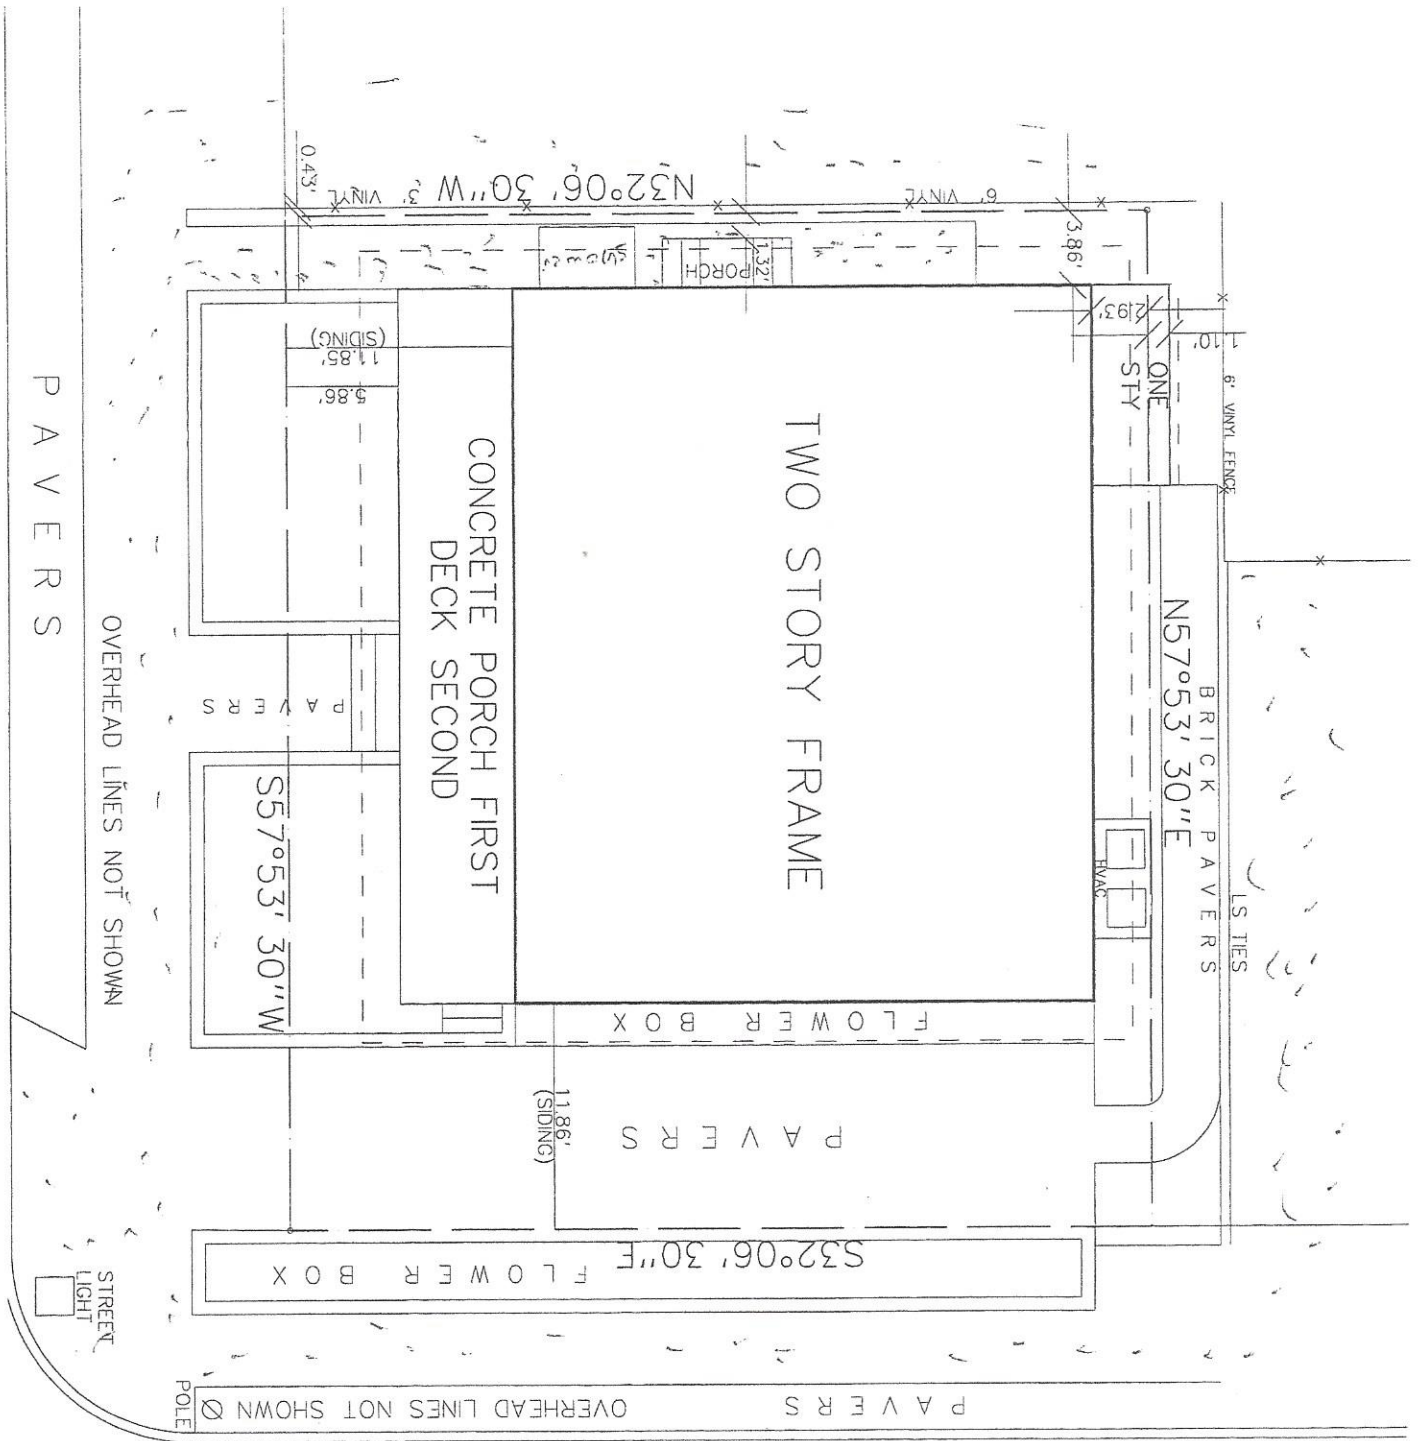 0.43'
N32°06' 30"W
3' VINYL
6' VINYL
3.86'
1.32'
PORCH
2.93'
1.10'
ONE
STY
6' VINYL FENCE
11.85'
(SIDING)
5.86'
PAVERS
OVERHEAD LINES NOT SHOWN
CONCRETE PORCH FIRST
DECK SECOND
TWO STORY FRAME
N57°53' 30"E
BRICK PAVERS
LS TIES
HVAC
PAVERS
S57°53' 30"W
FLOWER BOX
11.86'
(SIDING)
PAVERS
S32°06' 30"E
FLOWER BOX
STREET
LIGHT
POLE
OVERHEAD LINES NOT SHOWN
PAVERS